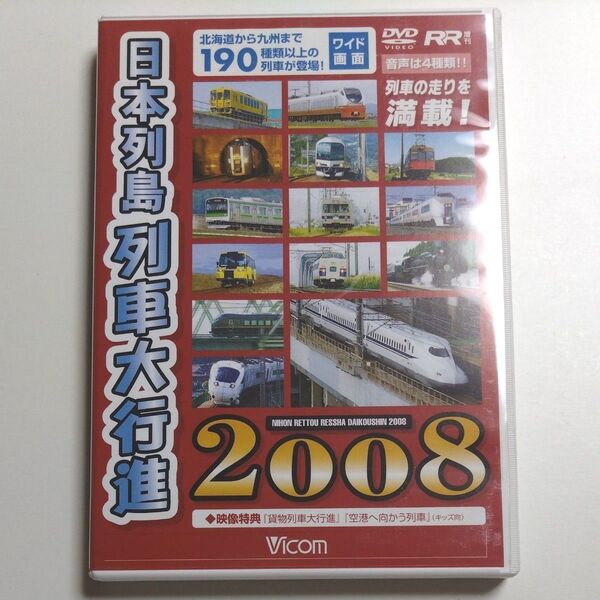 日本列島列車大行進
北海道から九州まで
190種類以上の
列車が登場!
ワイド
画面
DVD
VIDEO
RR増刊
音声は4種類!!
列車の走りを
満載!
NIHON RETTOU RESSHA DAIKOUSHIN 2008
2008
◆映像特典「貨物列車大行進」「空港へ向かう列車」(キッズ向)
Vicom